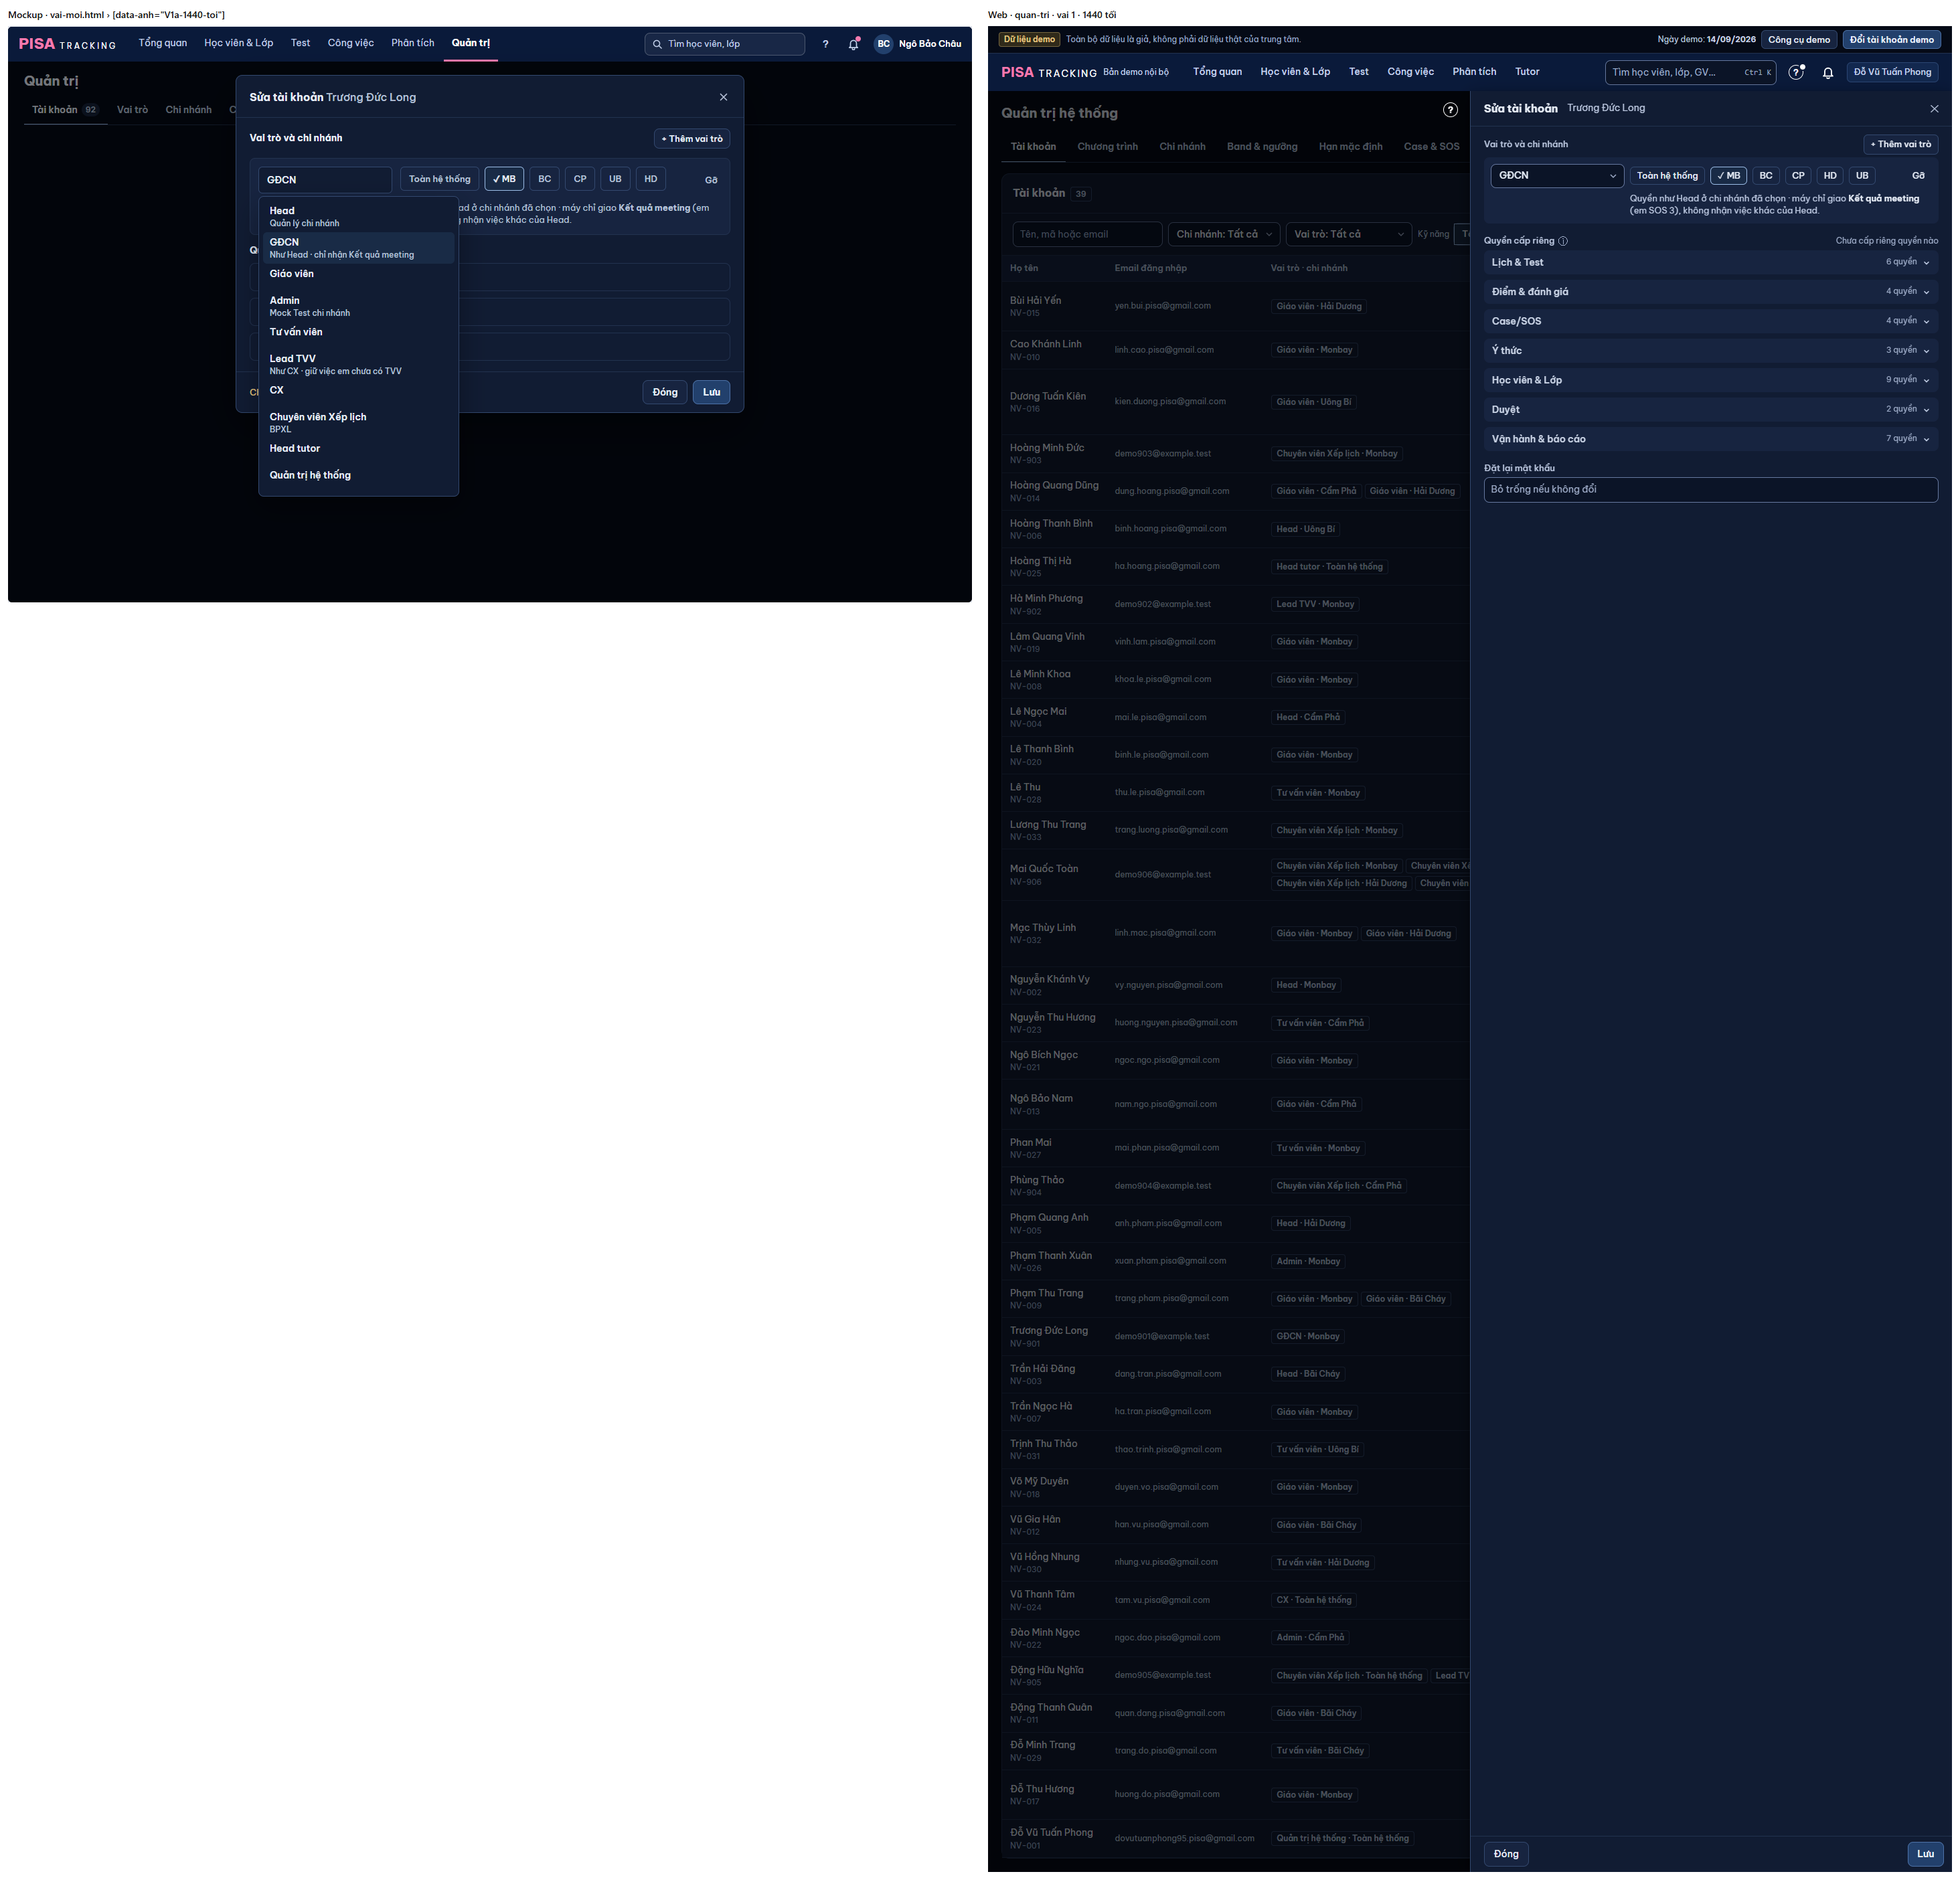 Mockup · vai-moi.html › [data-anh="V1a-1440-toi"]
PISA TRACKING Tổng quan Học viên & Lớp Test Công việc Phân tích Quản trị Tìm học viên, lớp ? BC Ngô Bảo Châu
Quản trị
Tài khoản 92 Vai trò Chi nhánh
Sửa tài khoản Trương Đức Long
Vai trò và chi nhánh + Thêm vai trò
GĐCN Toàn hệ thống ✓ MB BC CP UB HD Gỡ
ead ở chi nhánh đã chọn · máy chỉ giao Kết quả meeting (em
nhận việc khác của Head.
Head
Quản lý chi nhánh
GĐCN
Như Head · chỉ nhận Kết quả meeting
Giáo viên
Admin
Mock Test chi nhánh
Tư vấn viên
Lead TVV
Như CX · giữ việc em chưa có TVV
CX
Chuyên viên Xếp lịch
BPXL
Head tutor
Quản trị hệ thống
Đóng Lưu
Web · quan-tri · vai 1 · 1440 tối
Dữ liệu demo Toàn bộ dữ liệu là giả, không phải dữ liệu thật của trung tâm. Ngày demo: 14/09/2026 Công cụ demo Đổi tài khoản demo
PISA TRACKING Bản demo nội bộ Tổng quan Học viên & Lớp Test Công việc Phân tích Tutor Tìm học viên, lớp, GV... Ctrl K ? Đỗ Vũ Tuấn Phong
Quản trị hệ thống ?
Tài khoản Chương trình Chi nhánh Band & ngưỡng Hạn mặc định Case & SOS
Tài khoản 39
Tên, mã hoặc email Chi nhánh: Tất cả Vai trò: Tất cả Kỹ năng
Họ tên Email đăng nhập Vai trò · chi nhánh
Bùi Hải Yến yen.bui.pisa@gmail.com Giáo viên · Hải Dương
NV-015
Cao Khánh Linh linh.cao.pisa@gmail.com Giáo viên · Monbay
NV-010
Dương Tuấn Kiên kien.duong.pisa@gmail.com Giáo viên · Uông Bí
NV-016
Hoàng Minh Đức demo903@example.test Chuyên viên Xếp lịch · Monbay
NV-903
Hoàng Quang Dũng dung.hoang.pisa@gmail.com Giáo viên · Cẩm Phả Giáo viên · Hải Dương
NV-014
Hoàng Thanh Bình binh.hoang.pisa@gmail.com Head · Uông Bí
NV-006
Hoàng Thị Hà ha.hoang.pisa@gmail.com Head tutor · Toàn hệ thống
NV-025
Hà Minh Phương demo902@example.test Lead TVV · Monbay
NV-902
Lâm Quang Vinh vinh.lam.pisa@gmail.com Giáo viên · Monbay
NV-019
Lê Minh Khoa khoa.le.pisa@gmail.com Giáo viên · Monbay
NV-008
Lê Ngọc Mai mai.le.pisa@gmail.com Head · Cẩm Phả
NV-004
Lê Thanh Bình binh.le.pisa@gmail.com Giáo viên · Monbay
NV-020
Lê Thu thu.le.pisa@gmail.com Tư vấn viên · Monbay
NV-028
Lương Thu Trang trang.luong.pisa@gmail.com Chuyên viên Xếp lịch · Monbay
NV-033
Mai Quốc Toàn demo906@example.test Chuyên viên Xếp lịch · Monbay Chuyên viên Xế
NV-906 Chuyên viên Xếp lịch · Hải Dương Chuyên viên
Mạc Thùy Linh linh.mac.pisa@gmail.com Giáo viên · Monbay Giáo viên · Hải Dương
NV-032
Nguyễn Khánh Vy vy.nguyen.pisa@gmail.com Head · Monbay
NV-002
Nguyễn Thu Hương huong.nguyen.pisa@gmail.com Tư vấn viên · Cẩm Phả
NV-023
Ngô Bích Ngọc ngoc.ngo.pisa@gmail.com Giáo viên · Monbay
NV-021
Ngô Bảo Nam nam.ngo.pisa@gmail.com Giáo viên · Cẩm Phả
NV-013
Phan Mai mai.phan.pisa@gmail.com Tư vấn viên · Monbay
NV-027
Phùng Thảo demo904@example.test Chuyên viên Xếp lịch · Cẩm Phả
NV-904
Phạm Quang Anh anh.pham.pisa@gmail.com Head · Hải Dương
NV-005
Phạm Thanh Xuân xuan.pham.pisa@gmail.com Admin · Monbay
NV-026
Phạm Thu Trang trang.pham.pisa@gmail.com Giáo viên · Monbay Giáo viên · Bãi Cháy
NV-009
Trương Đức Long demo901@example.test GĐCN · Monbay
NV-901
Trần Hải Đăng dang.tran.pisa@gmail.com Head · Bãi Cháy
NV-003
Trần Ngọc Hà ha.tran.pisa@gmail.com Giáo viên · Monbay
NV-007
Trịnh Thu Thảo thao.trinh.pisa@gmail.com Tư vấn viên · Uông Bí
NV-031
Võ Mỹ Duyên duyen.vo.pisa@gmail.com Giáo viên · Monbay
NV-018
Vũ Gia Hân han.vu.pisa@gmail.com Giáo viên · Bãi Cháy
NV-012
Vũ Hồng Nhung nhung.vu.pisa@gmail.com Tư vấn viên · Hải Dương
NV-030
Vũ Thanh Tâm tam.vu.pisa@gmail.com CX · Toàn hệ thống
NV-024
Đào Minh Ngọc ngoc.dao.pisa@gmail.com Admin · Cẩm Phả
NV-022
Đặng Hữu Nghĩa demo905@example.test Chuyên viên Xếp lịch · Toàn hệ thống Lead TV
NV-905
Đặng Thanh Quân quan.dang.pisa@gmail.com Giáo viên · Bãi Cháy
NV-011
Đỗ Minh Trang trang.do.pisa@gmail.com Tư vấn viên · Bãi Cháy
NV-029
Đỗ Thu Hương huong.do.pisa@gmail.com Giáo viên · Monbay
NV-017
Đỗ Vũ Tuấn Phong dovutuanphong95.pisa@gmail.com Quản trị hệ thống · Toàn hệ thống
NV-001
Sửa tài khoản Trương Đức Long
Vai trò và chi nhánh + Thêm vai trò
GĐCN Toàn hệ thống ✓ MB BC CP HD UB Gỡ
Quyền như Head ở chi nhánh đã chọn · máy chỉ giao Kết quả meeting
(em SOS 3), không nhận việc khác của Head.
Quyền cấp riêng Chưa cấp riêng quyền nào
Lịch & Test 6 quyền
Điểm & đánh giá 4 quyền
Case/SOS 4 quyền
Ý thức 3 quyền
Học viên & Lớp 9 quyền
Duyệt 2 quyền
Vận hành & báo cáo 7 quyền
Đặt lại mật khẩu
Bỏ trống nếu không đổi
Đóng Lưu